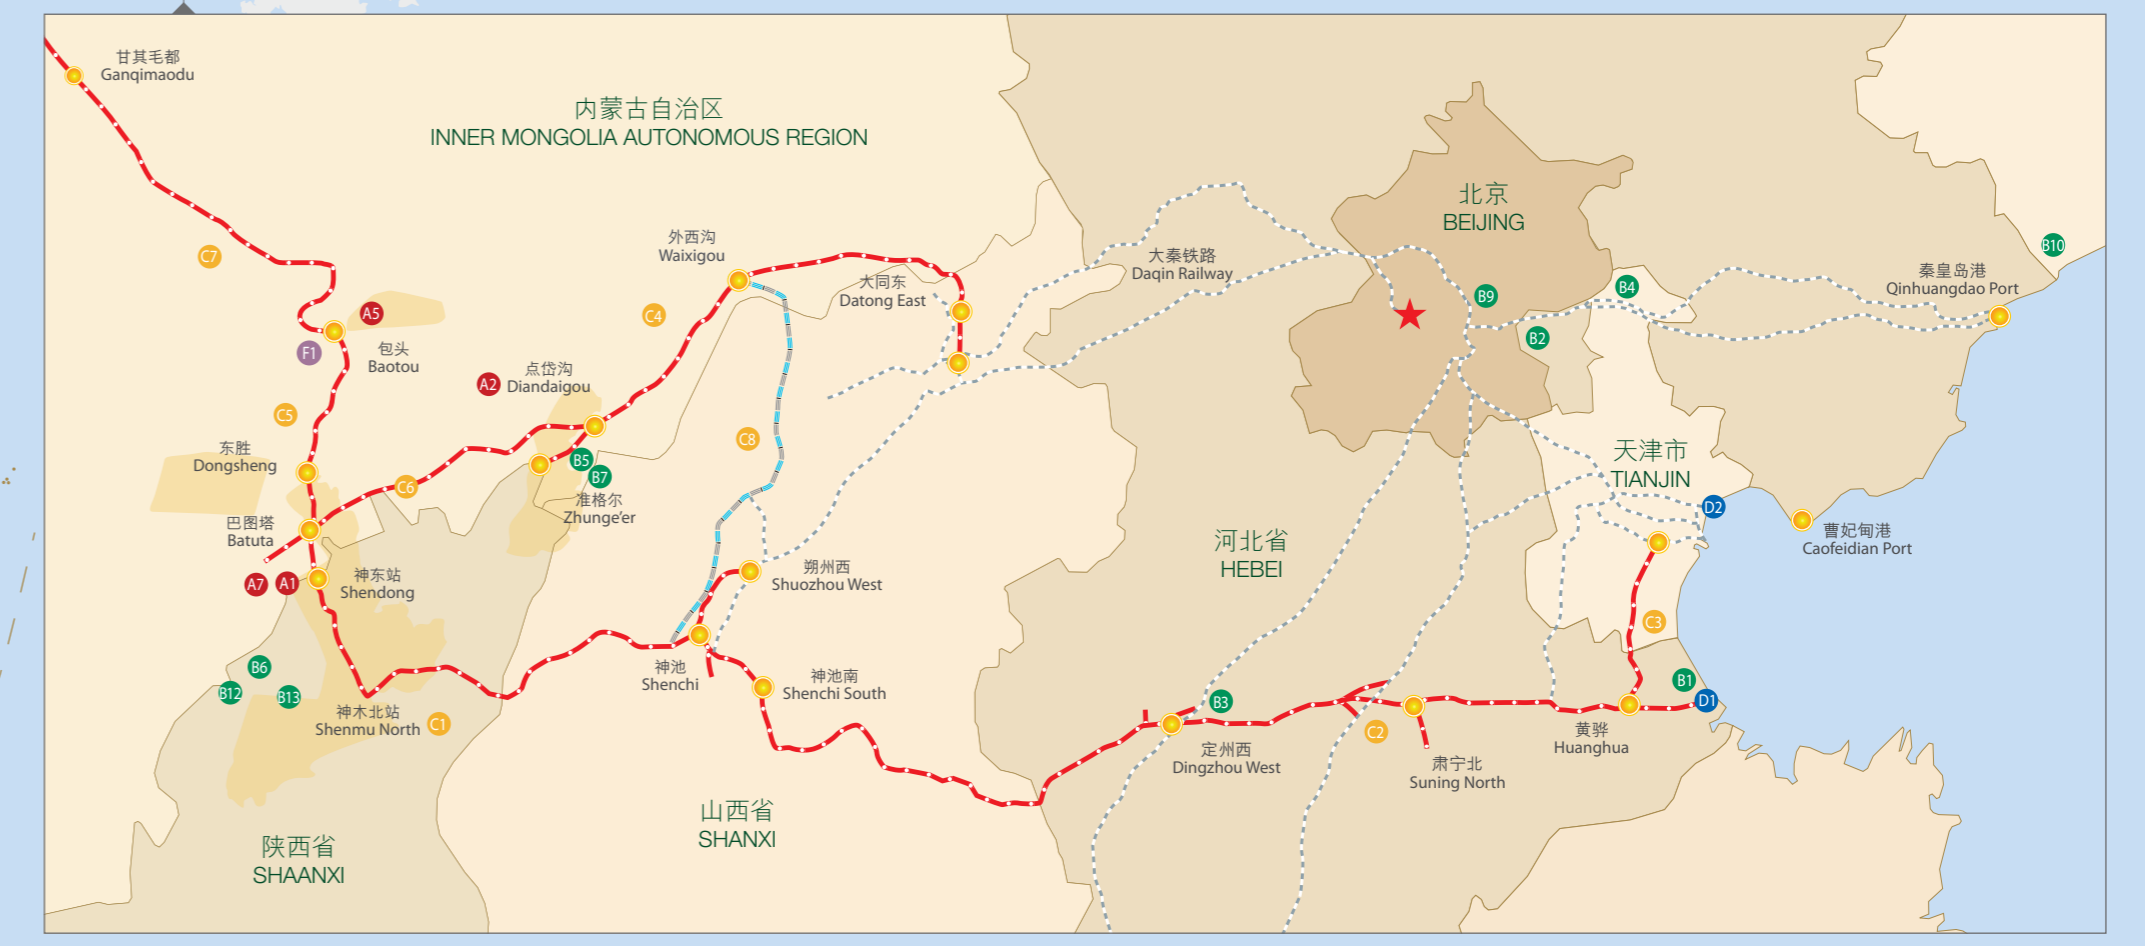 甘其毛都
Ganqimaodu
内蒙古自治区
INNER MONGOLIA AUTONOMOUS REGION
北京
BEIJING
外西沟
Waixigou
大同东
Datong East
大秦铁路
Daqin Railway
秦皇岛港
Qinhuangdao Port
B10
C7
A5
F1
包头
Baotou
C4
B9
B4
B2
A2
点岱沟
Diandaigou
C5
C8
东胜
Dongsheng
C6
B5
B7
准格尔
Zhunge'er
天津市
TIANJIN
D2
曹妃甸港
Caofeidian Port
巴图塔
Batuta
A7
A1
神东站
Shendong
朔州西
Shuozhou West
河北省
HEBEI
C3
B6
B12
B13
神木北站
Shenmu North
C1
神池
Shenchi
神池南
Shenchi South
B3
定州西
Dingzhou West
C2
肃宁北
Suning North
黄骅
Huanghua
B1
D1
陕西省
SHAANXI
山西省
SHANXI